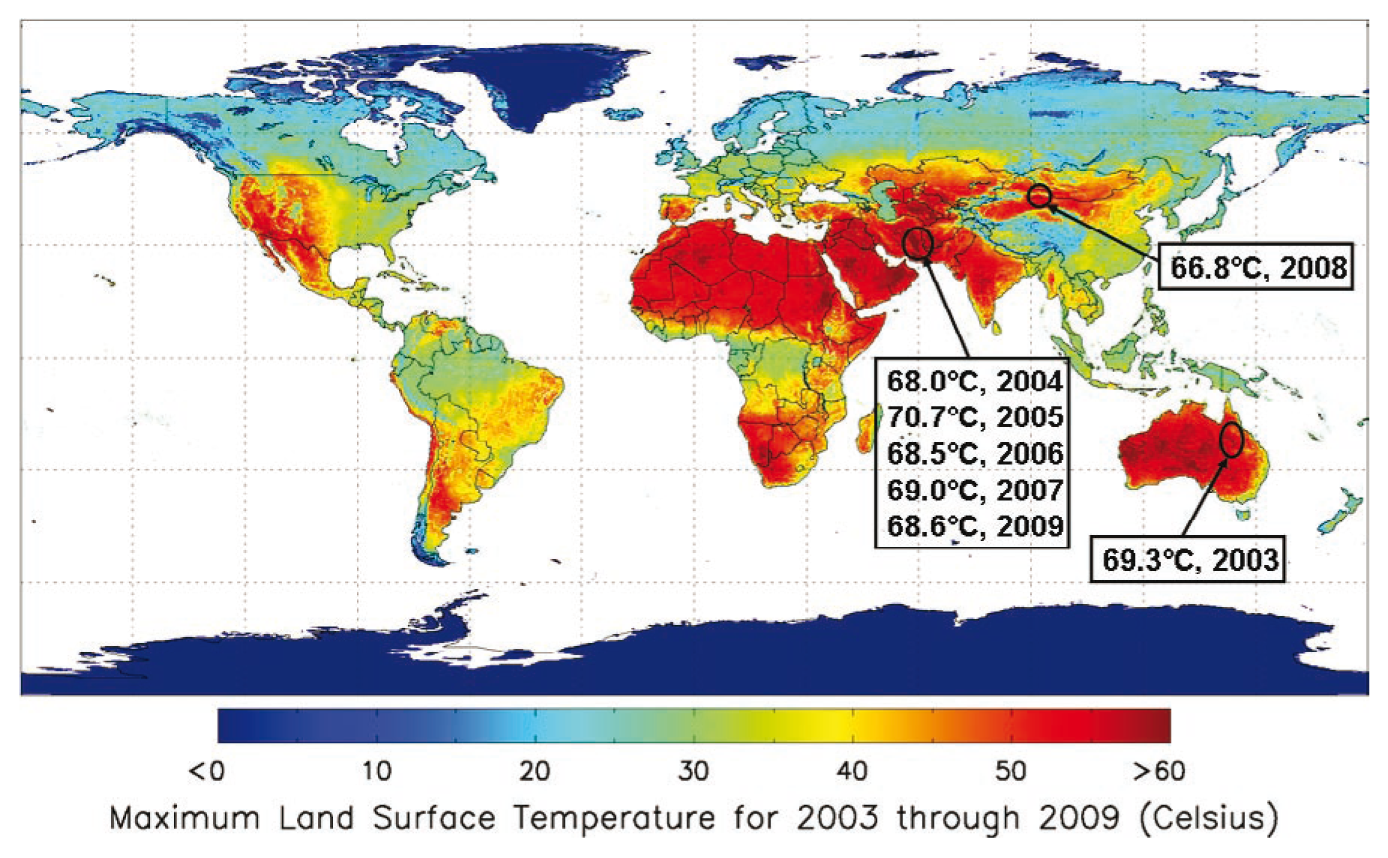 66.8°C, 2008
68.0°C, 2004
70.7°C, 2005
68.5°C, 2006
69.0°C, 2007
68.6°C, 2009
69.3°C, 2003
<0 10 20 30 40 50 >60
Maximum Land Surface Temperature for 2003 through 2009 (Celsius)